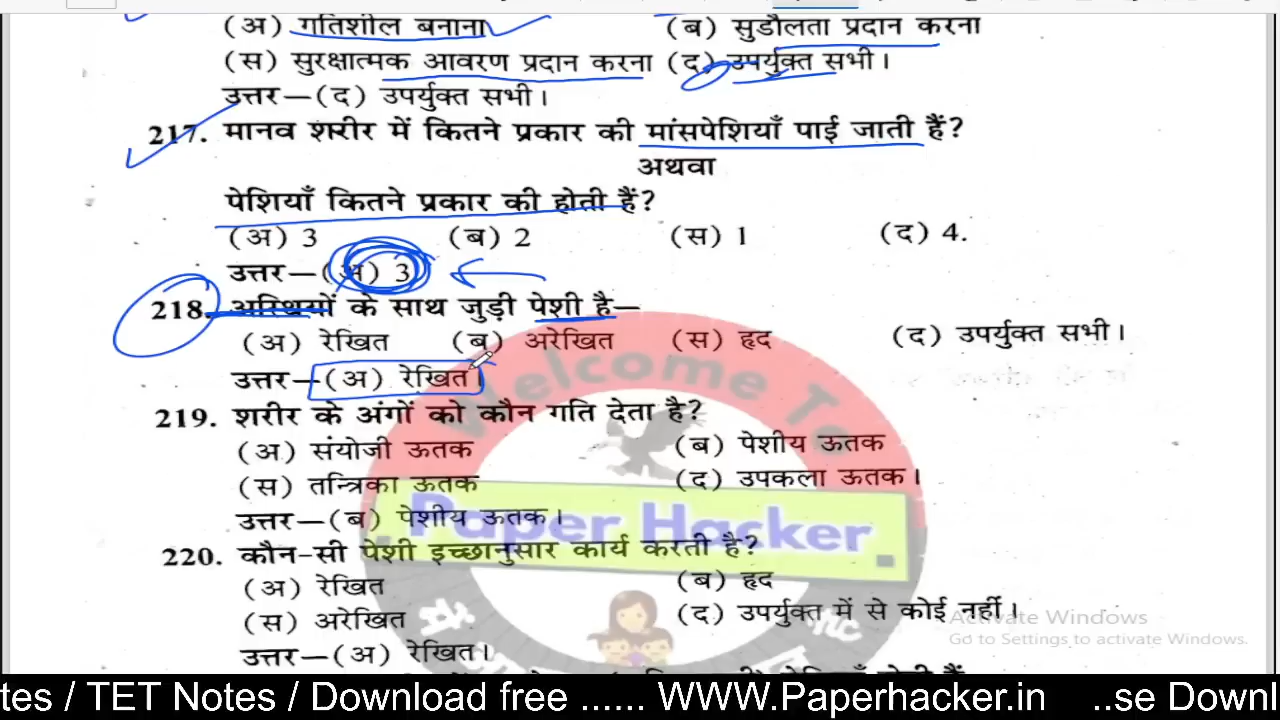 (अ) गतिशील बनाना (ब) सुडौलता प्रदान करना
(स) सुरक्षात्मक आवरण प्रदान करना (द) उपर्युक्त सभी।
उत्तर–(द) उपर्युक्त सभी।
217. मानव शरीर में कितने प्रकार की मांसपेशियाँ पाई जाती हैं?
अथवा
पेशियाँ कितने प्रकार की होती हैं?
(अ) 3 (ब) 2 (स) 1 (द) 4.
उत्तर–(अ) 3
218. अस्थियों के साथ जुड़ी पेशी है–
(अ) रेखित (ब) अरेखित (स) हृद (द) उपर्युक्त सभी।
उत्तर–(अ) रेखित।
219. शरीर के अंगों को कौन गति देता है?
(अ) संयोजी ऊतक (ब) पेशीय ऊतक
(स) तन्त्रिका ऊतक (द) उपकला ऊतक।
उत्तर–(ब) पेशीय ऊतक।
220. कौन-सी पेशी इच्छानुसार कार्य करती है?
(अ) रेखित (ब) हृद
(स) अरेखित (द) उपर्युक्त में से कोई नहीं।
उत्तर–(अ) रेखित।
Welcome To
Paper Hacker
Activate Windows
Go to Settings to activate Windows.
tes / TET Notes / Download free ...... WWW.Paperhacker.in ..se Downl